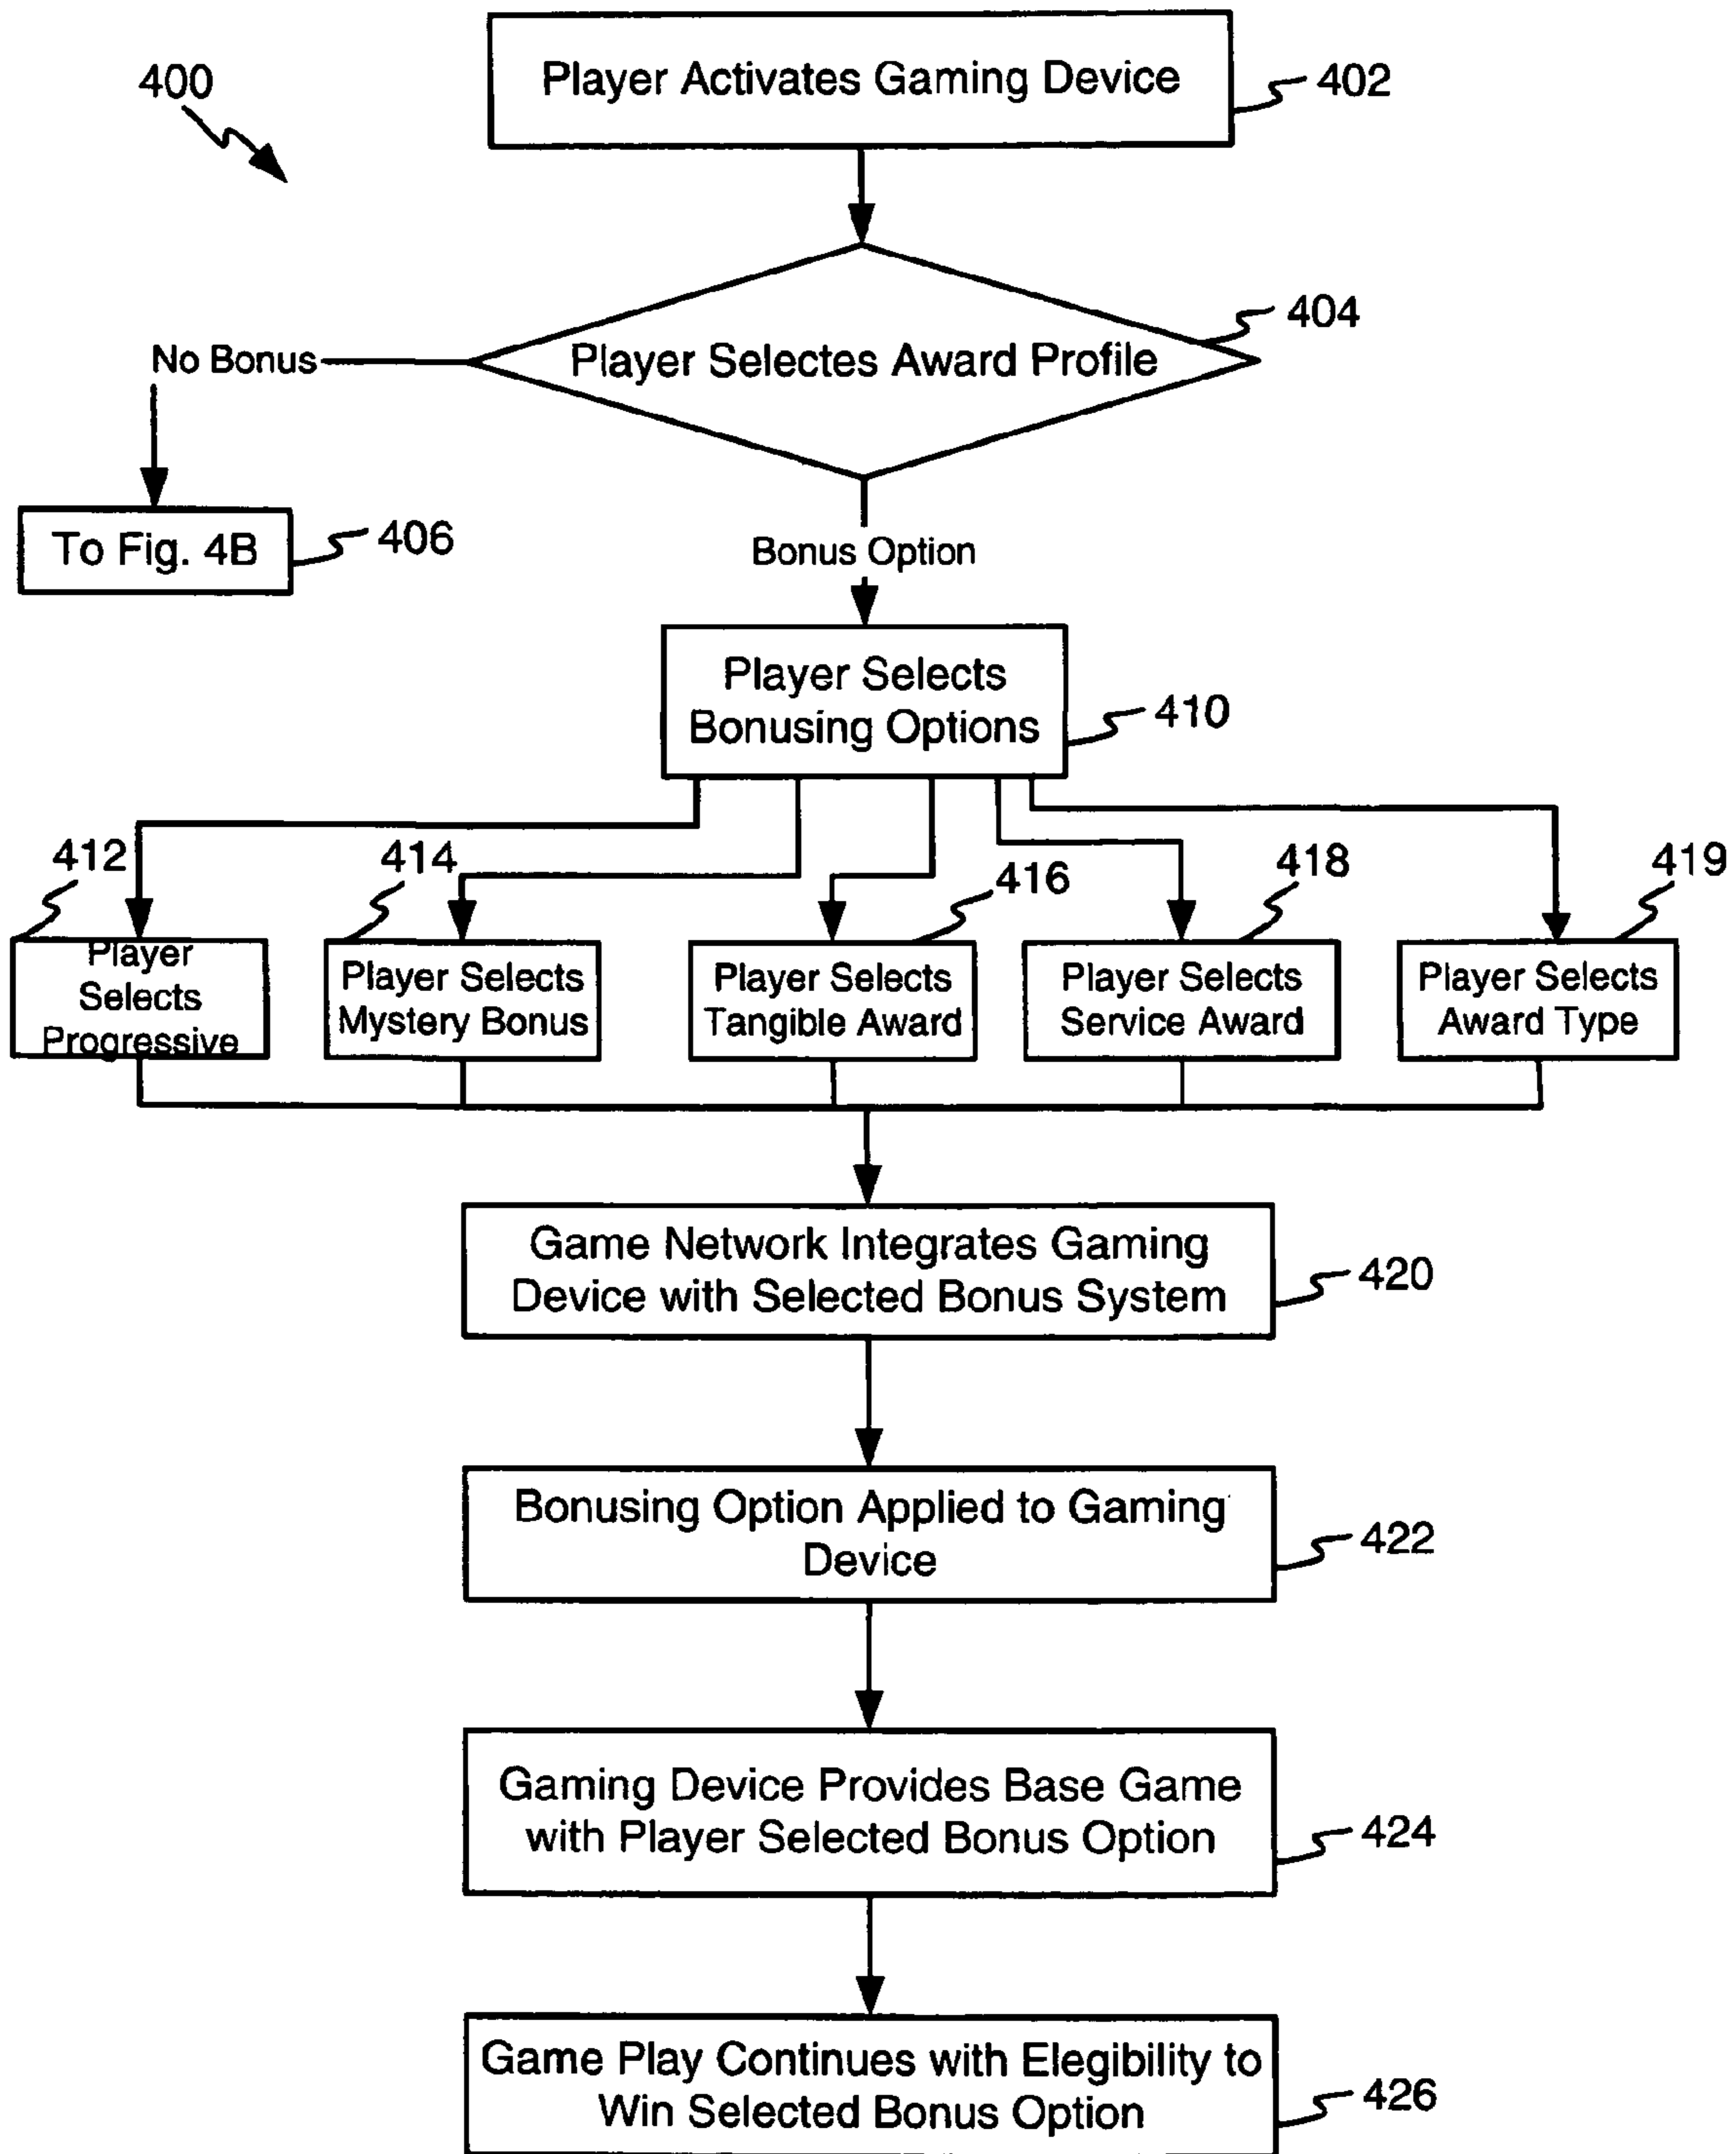 Player Activates Gaming Device
402
400
404
Player Selectes Award Profile
No Bonus
To Fig. 4B
406
Bonus Option
Player Selects
Bonusing Options
410
412
414
416
418
419
Player
Selects
Progressive
Player Selects
Mystery Bonus
Player Selects
Tangible Award
Player Selects
Service Award
Player Selects
Award Type
Game Network Integrates Gaming
Device with Selected Bonus System
420
Bonusing Option Applied to Gaming
Device
422
Gaming Device Provides Base Game
with Player Selected Bonus Option
424
Game Play Continues with Elegibility to
Win Selected Bonus Option
426